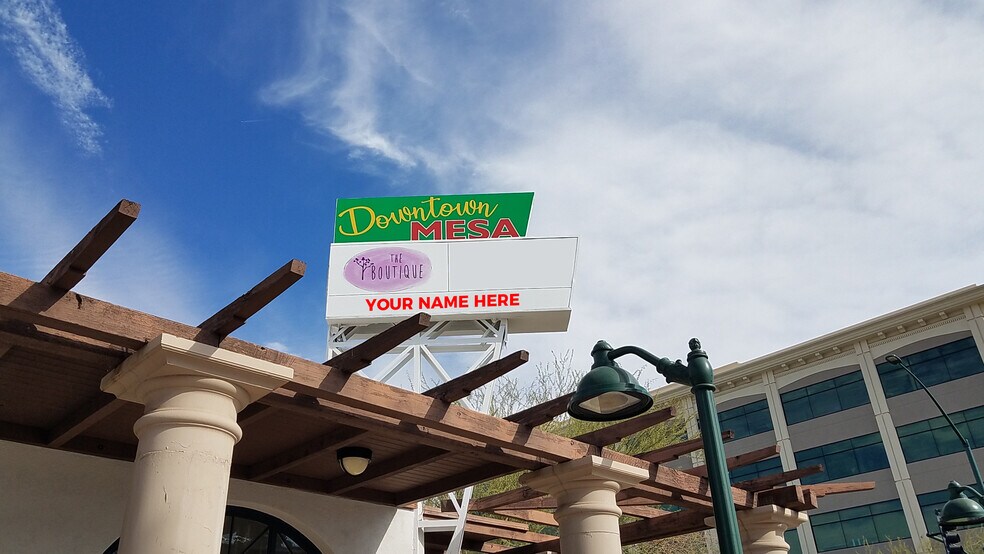 Downtown
MESA
THE
BOUTIQUE
YOUR NAME HERE